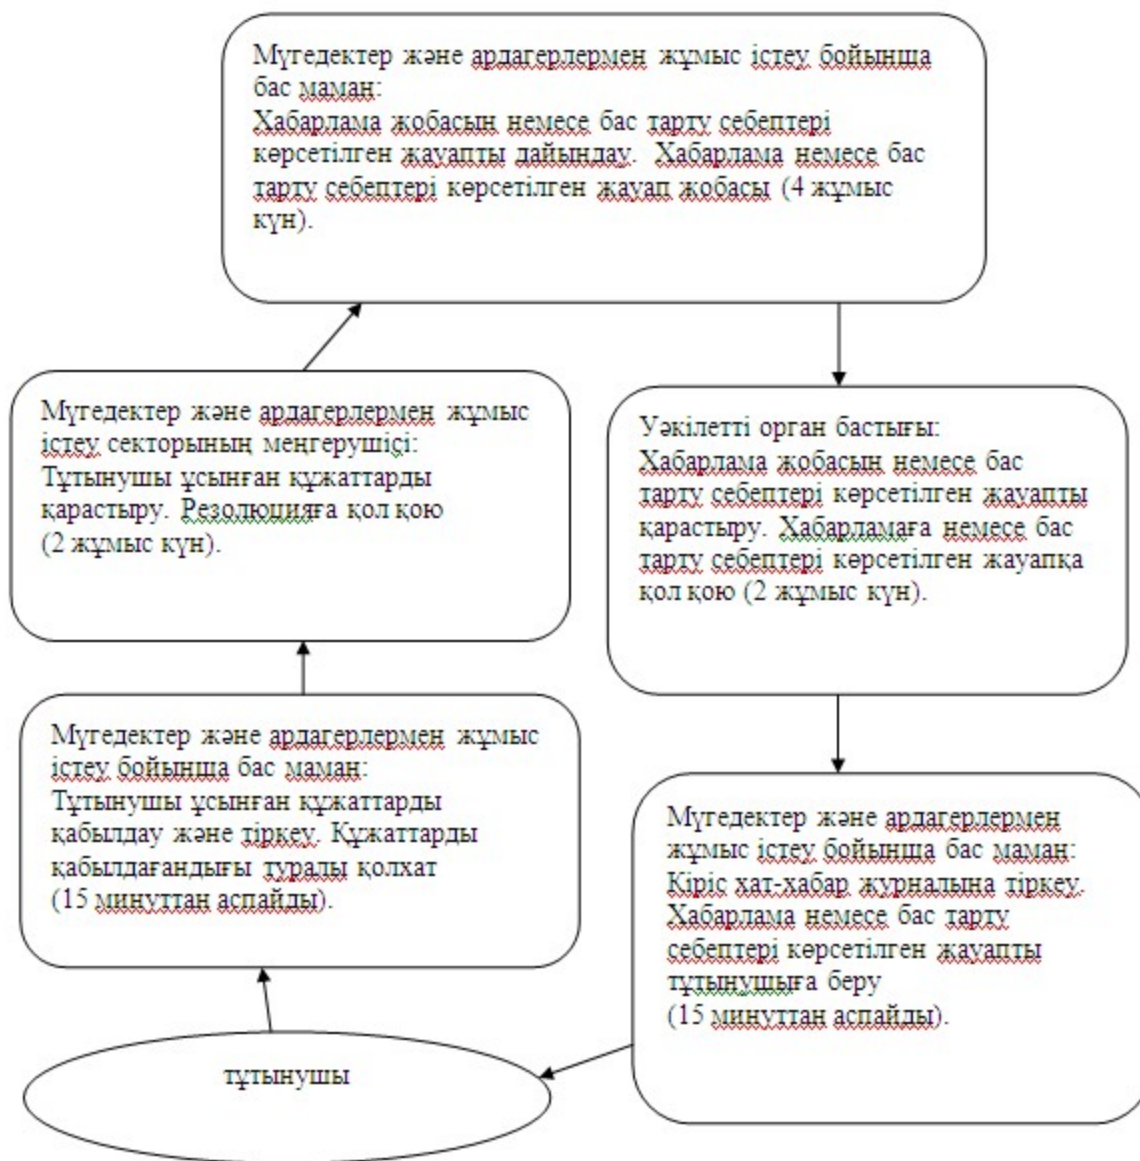 Мүгедектер және ардагерлермен жұмыс істеу бойынша
бас маман:
Хабарлама жобасын немесе бас тарту себептері
көрсетілген жауапты дайындау. Хабарлама немесе бас
тарту себептері көрсетілген жауап жобасы (4 жұмыс
күн).
Мүгедектер және ардагерлермен жұмыс
істеу секторының меңгерушісі:
Тұтынушы ұсынған құжаттарды
қарастыру. Резолюцияға қол қою
(2 жұмыс күн).
Уәкілетті орган бастығы:
Хабарлама жобасын немесе бас
тарту себептері көрсетілген жауапты
қарастыру. Хабарламаға немесе бас
тарту себептері көрсетілген жауапқа
қол қою (2 жұмыс күн).
Мүгедектер және ардагерлермен жұмыс
істеу бойынша бас маман:
Тұтынушы ұсынған құжаттарды
қабылдау және тіркеу. Құжаттарды
қабылдағандығы туралы қолхат
(15 минуттан аспайды).
Мүгедектер және ардагерлермен
жұмыс істеу бойынша бас маман:
Кіріс хат-хабар журналына тіркеу.
Хабарлама немесе бас тарту
себептері көрсетілген жауапты
тұтынушыға беру
(15 минуттан аспайды).
тұтынушы